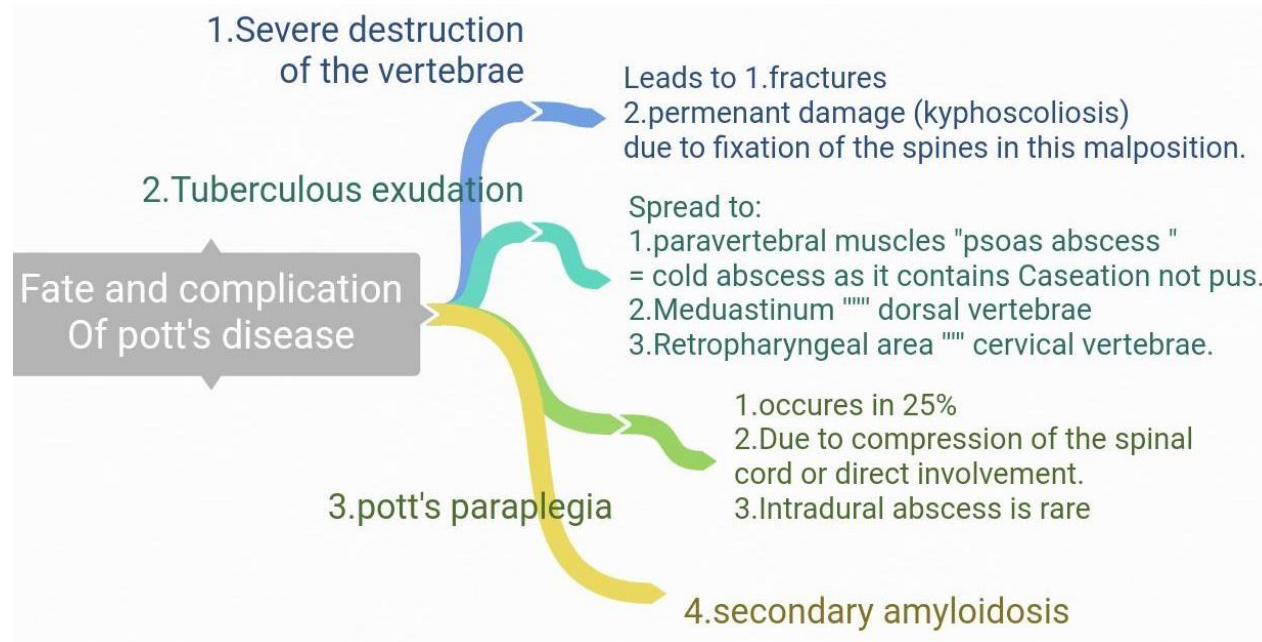 Fate and complication
Of pott's disease
1.Severe destruction
of the vertebrae
Leads to 1.fractures
2.permenant damage (kyphoscoliosis)
due to fixation of the spines in this malposition.
2.Tuberculous exudation
Spread to:
1.paravertebral muscles "psoas abscess "
= cold abscess as it contains Caseation not pus.
2.Meduastinum """" dorsal vertebrae
3.Retropharyngeal area """ cervical vertebrae.
3.pott's paraplegia
1.occures in 25%
2.Due to compression of the spinal
cord or direct involvement.
3.Intradural abscess is rare
4.secondary amyloidosis